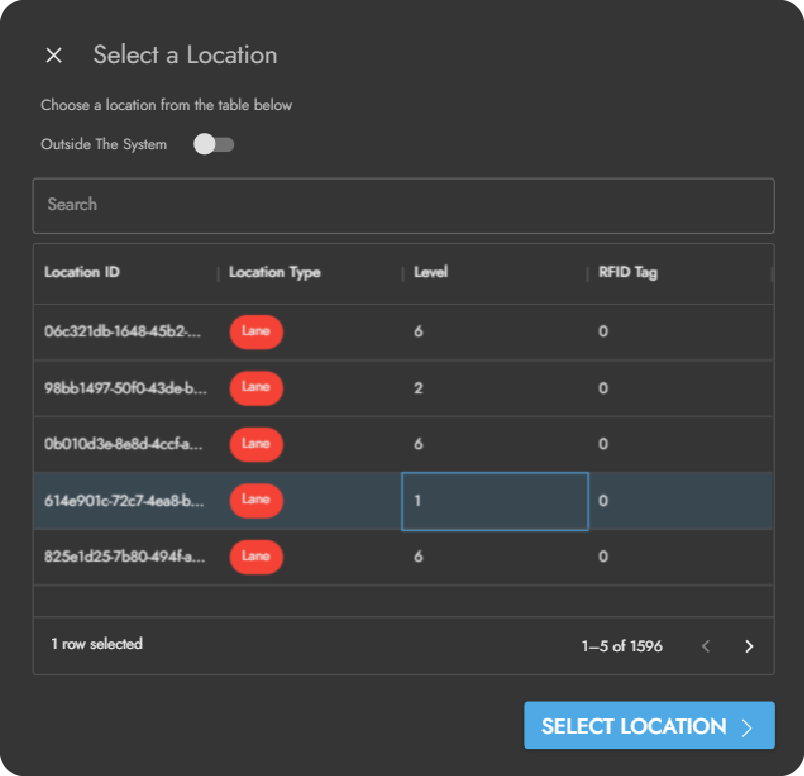 Select a Location
Choose a location from the table below
Outside The System
Search
Location ID Location Type Level RFID Tag
06c321db-1648-45b2-... Lane 6 0
98bb1497-50f0-43de-b... Lane 2 0
0b010d3e-8e8d-4ccf-a... Lane 6 0
614e901c-72c7-4ea8-b... Lane 1 0
825e1d25-7b80-494f-a... Lane 6 0
1 row selected 1–5 of 1596
SELECT LOCATION